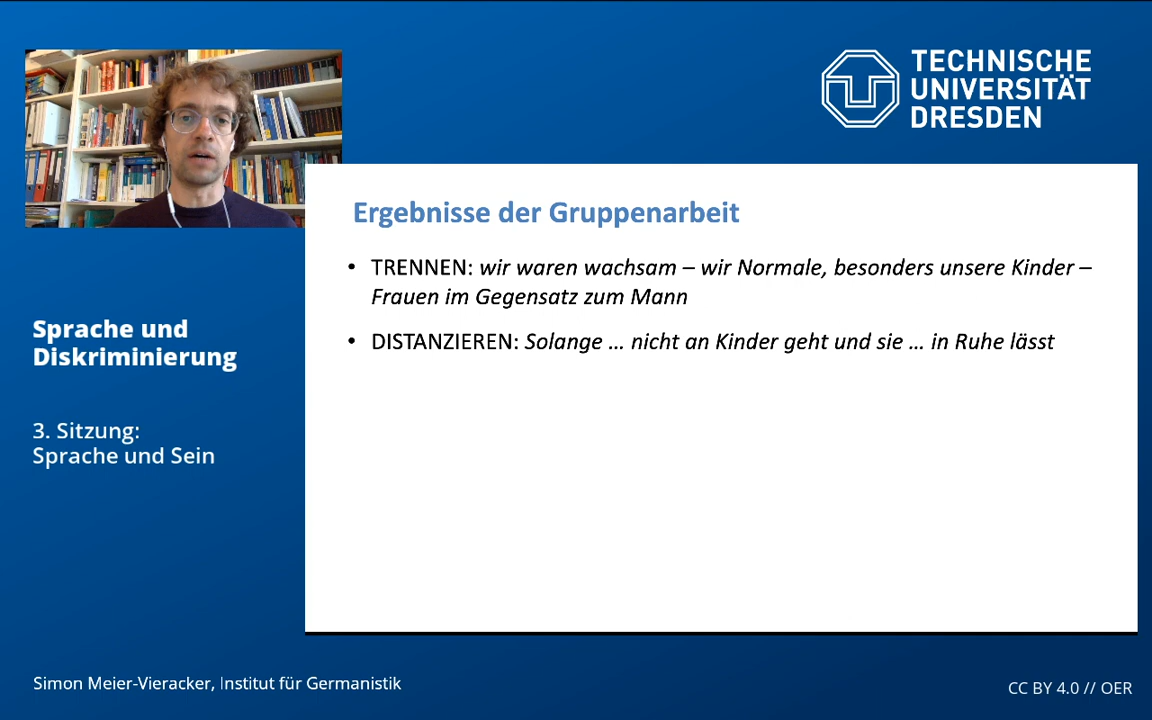 TECHNISCHE
UNIVERSITÄT
DRESDEN
Ergebnisse der Gruppenarbeit
• TRENNEN: wir waren wachsam – wir Normale, besonders unsere Kinder –
Frauen im Gegensatz zum Mann
• DISTANZIEREN: Solange … nicht an Kinder geht und sie … in Ruhe lässt
Sprache und
Diskriminierung
3. Sitzung:
Sprache und Sein
Simon Meier-Vieracker, Institut für Germanistik
CC BY 4.0 // OER